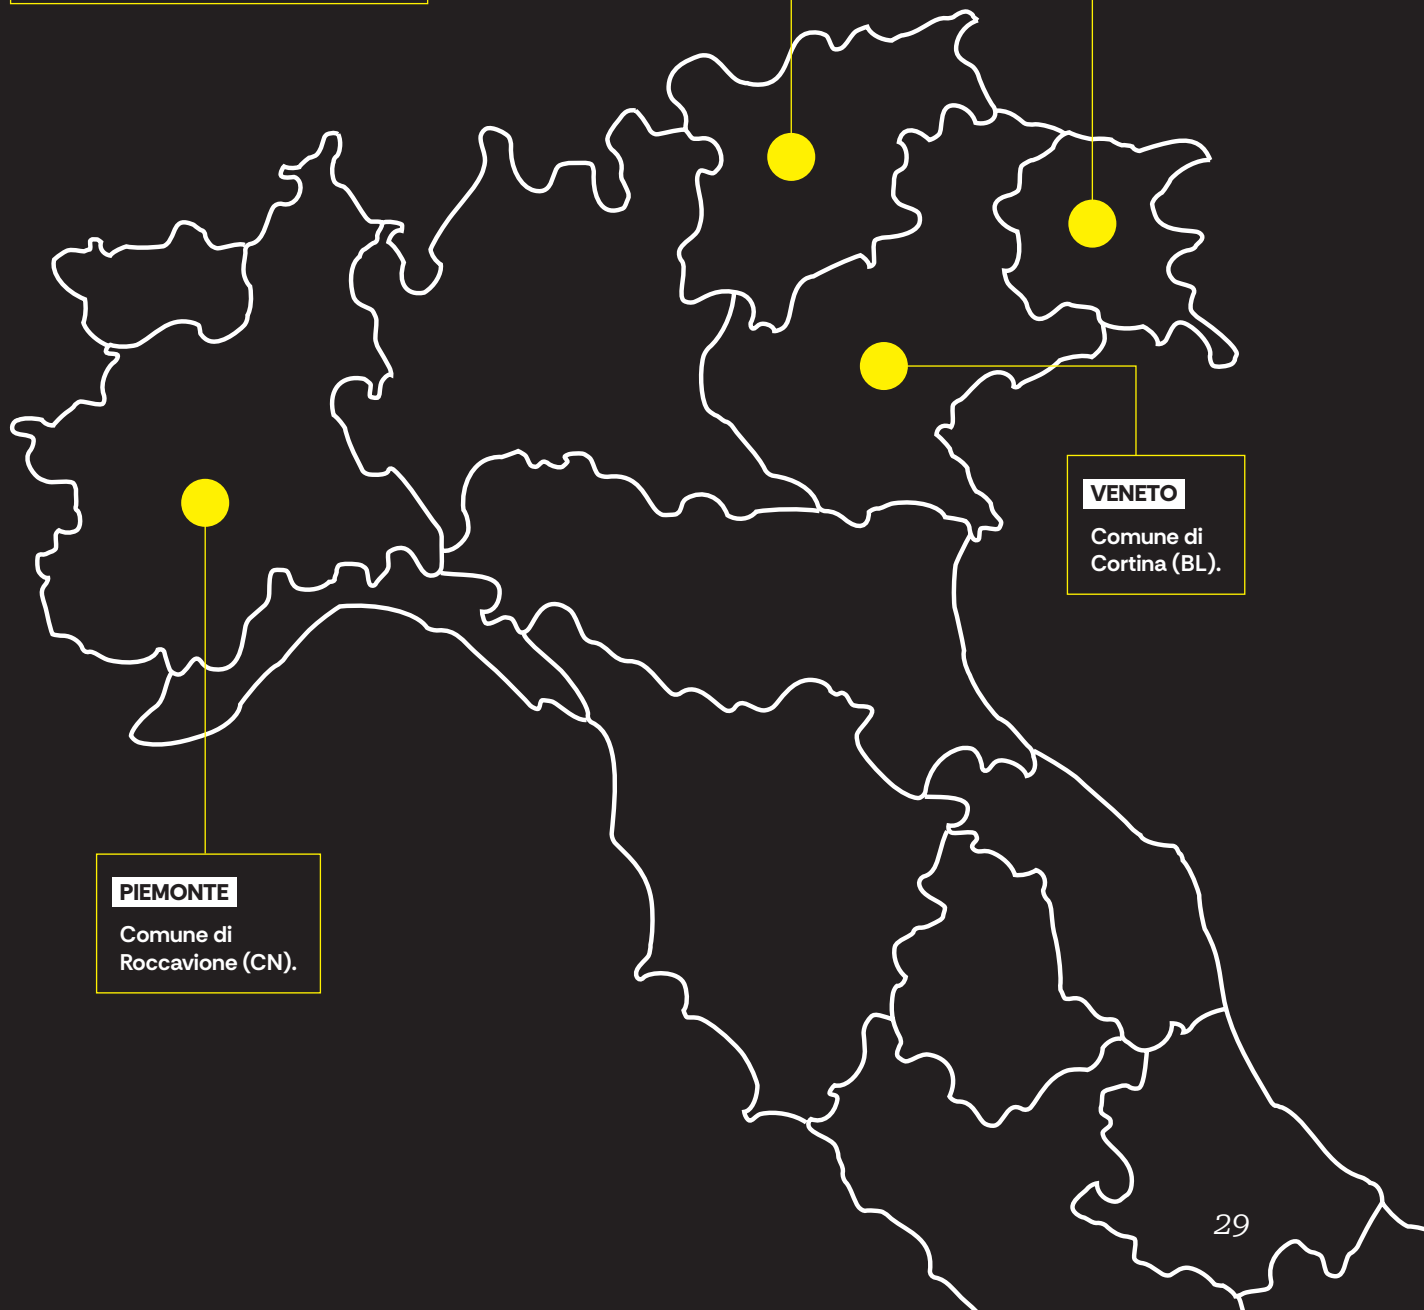 VENETO
Comune di
Cortina (BL).
PIEMONTE
Comune di
Roccavione (CN).
29